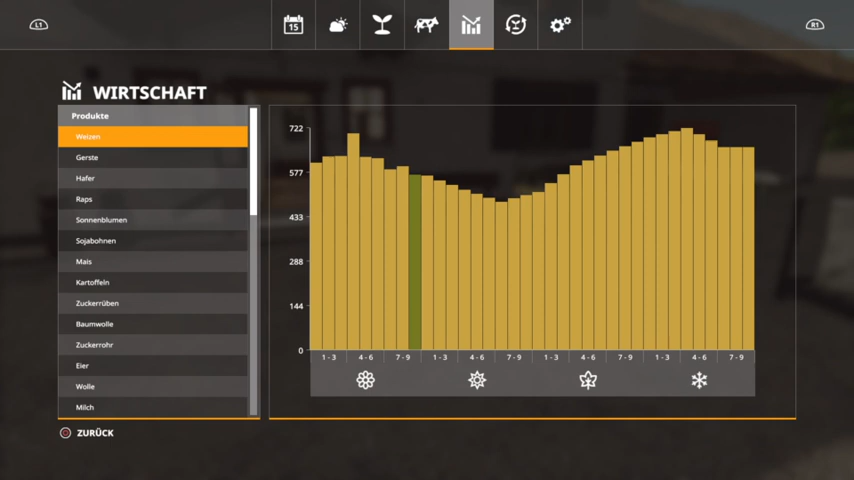 L1
15
R1
WIRTSCHAFT
Produkte
Weizen
Gerste
Hafer
Raps
Sonnenblumen
Sojabohnen
Mais
Kartoffeln
Zuckerrüben
Baumwolle
Zuckerrohr
Eier
Wolle
Milch
722
577
433
288
144
0
1 - 3 4 - 6 7 - 9 1 - 3 4 - 6 7 - 9 1 - 3 4 - 6 7 - 9 1 - 3 4 - 6 7 - 9
ZURÜCK